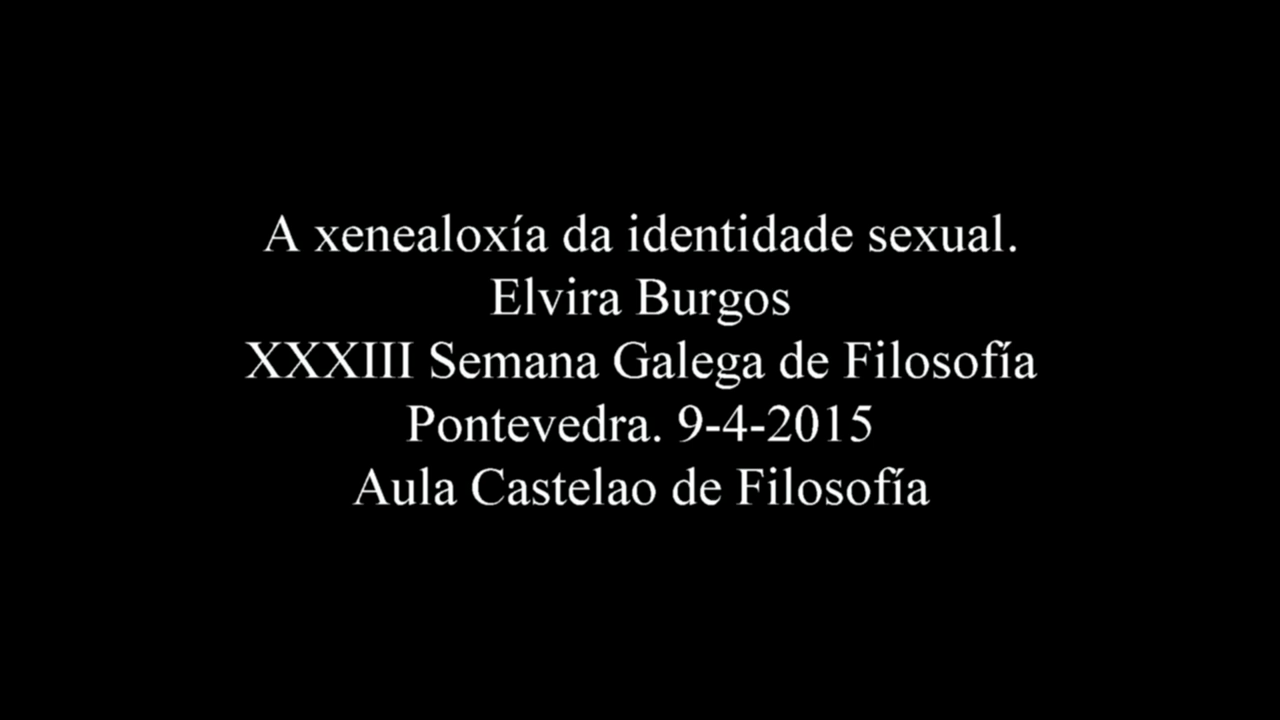 A xenealoxía da identidade sexual.
Elvira Burgos
XXXIII Semana Galega de Filosofía
Pontevedra. 9-4-2015
Aula Castelao de Filosofía